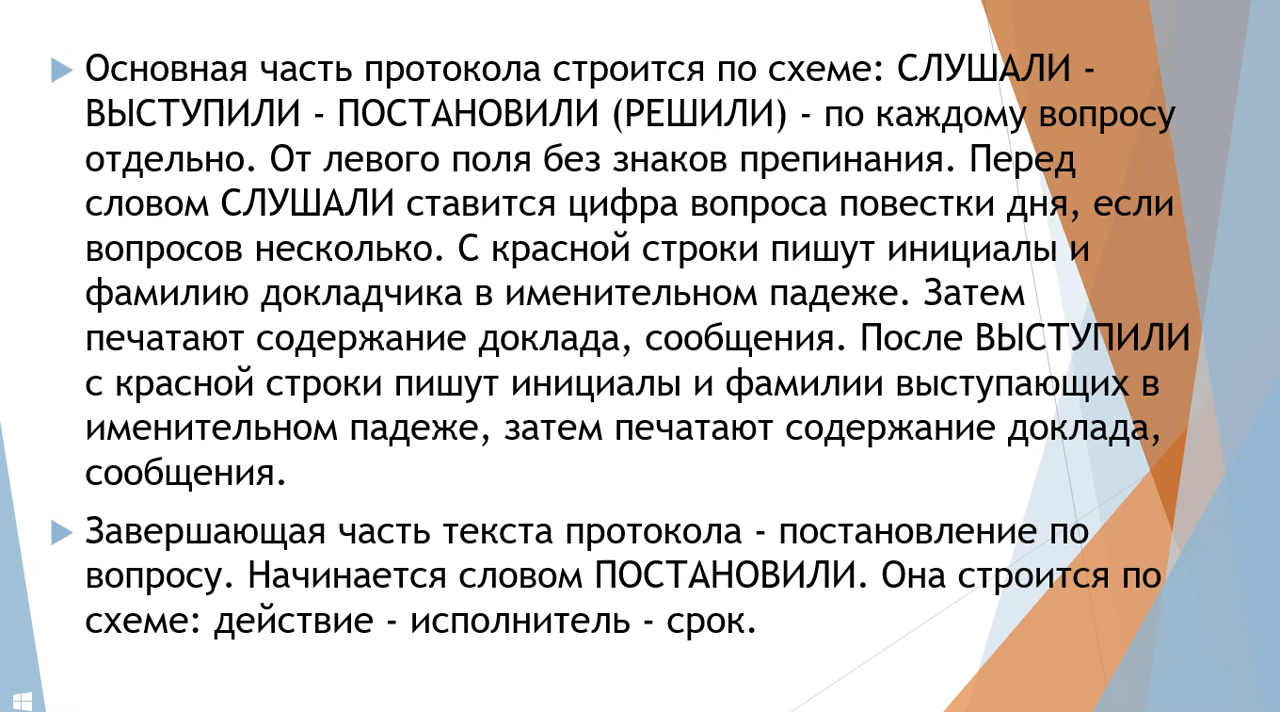 Основная часть протокола строится по схеме: СЛУШАЛИ -
ВЫСТУПИЛИ - ПОСТАНОВИЛИ (РЕШИЛИ) - по каждому вопросу
отдельно. От левого поля без знаков препинания. Перед
словом СЛУШАЛИ ставится цифра вопроса повестки дня, если
вопросов несколько. С красной строки пишут инициалы и
фамилию докладчика в именительном падеже. Затем
печатают содержание доклада, сообщения. После ВЫСТУПИЛИ
с красной строки пишут инициалы и фамилии выступающих в
именительном падеже, затем печатают содержание доклада,
сообщения.
Завершающая часть текста протокола - постановление по
вопросу. Начинается словом ПОСТАНОВИЛИ. Она строится по
схеме: действие - исполнитель - срок.